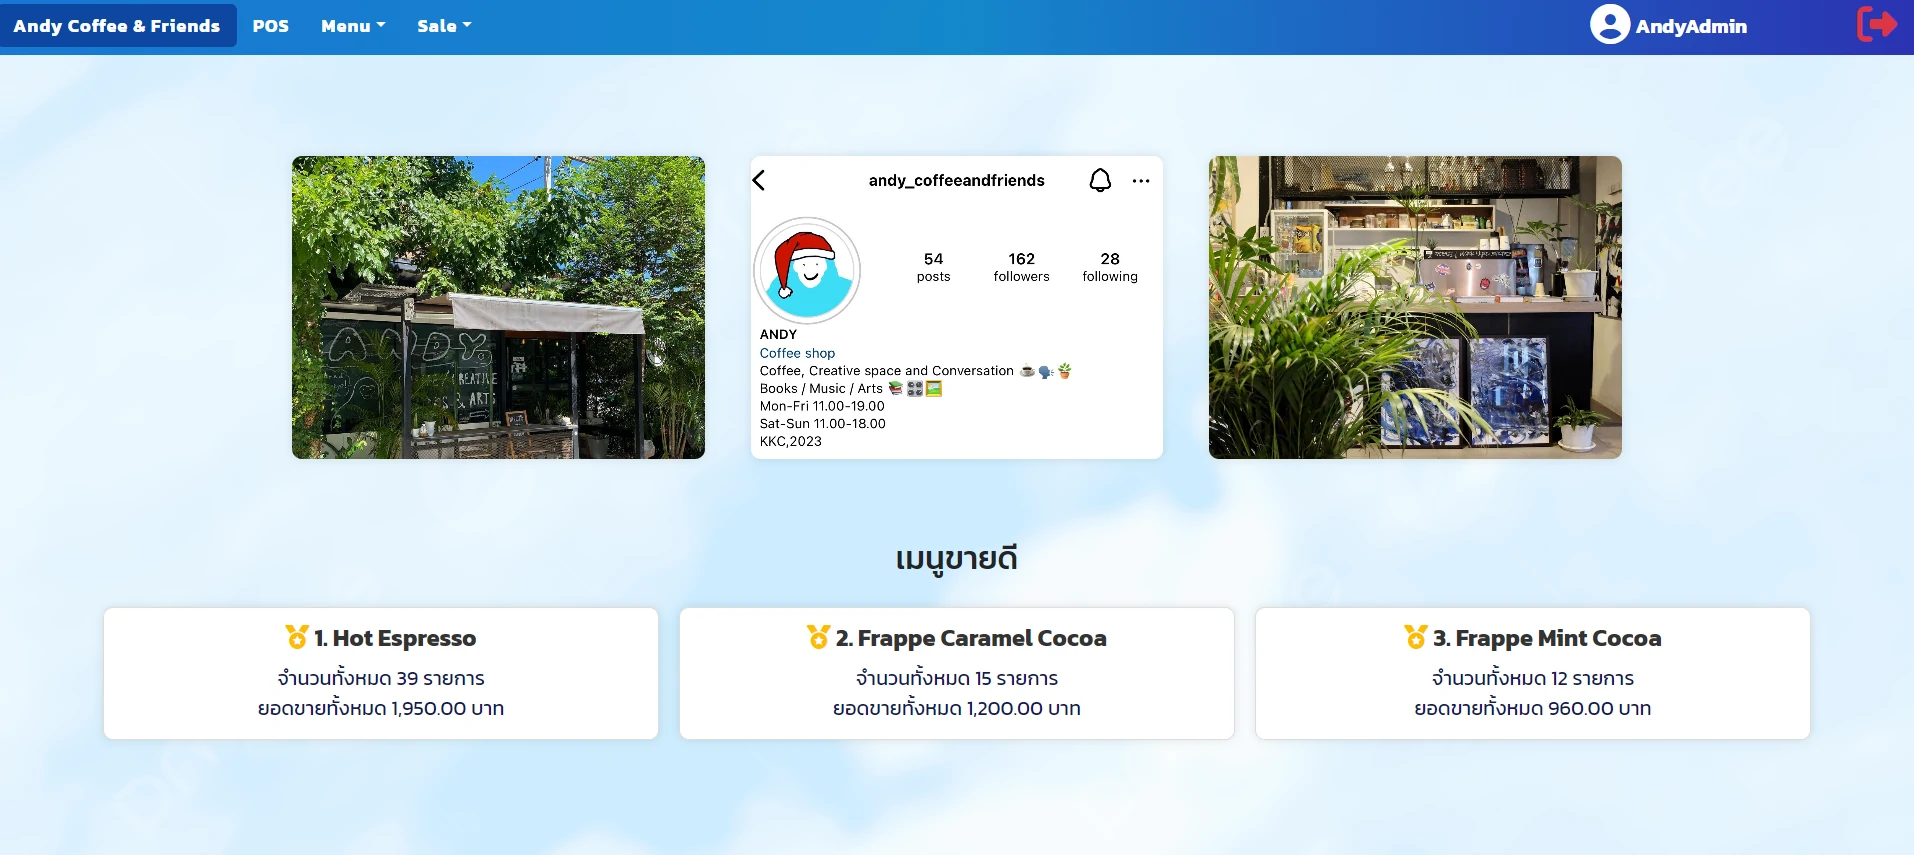 Andy Coffee & Friends POS Menu Sale AndyAdmin
ANDY
andy_coffeeandfriends
54 162 28
posts followers following
ANDY
Coffee shop
Coffee, Creative space and Conversation ☕🗣️🪴
Books / Music / Arts 📚🎛️🖼️
Mon-Fri 11.00-19.00
Sat-Sun 11.00-18.00
KKC,2023
เมนูขายดี
1. Hot Espresso
จำนวนทั้งหมด 39 รายการ
ยอดขายทั้งหมด 1,950.00 บาท
2. Frappe Caramel Cocoa
จำนวนทั้งหมด 15 รายการ
ยอดขายทั้งหมด 1,200.00 บาท
3. Frappe Mint Cocoa
จำนวนทั้งหมด 12 รายการ
ยอดขายทั้งหมด 960.00 บาท